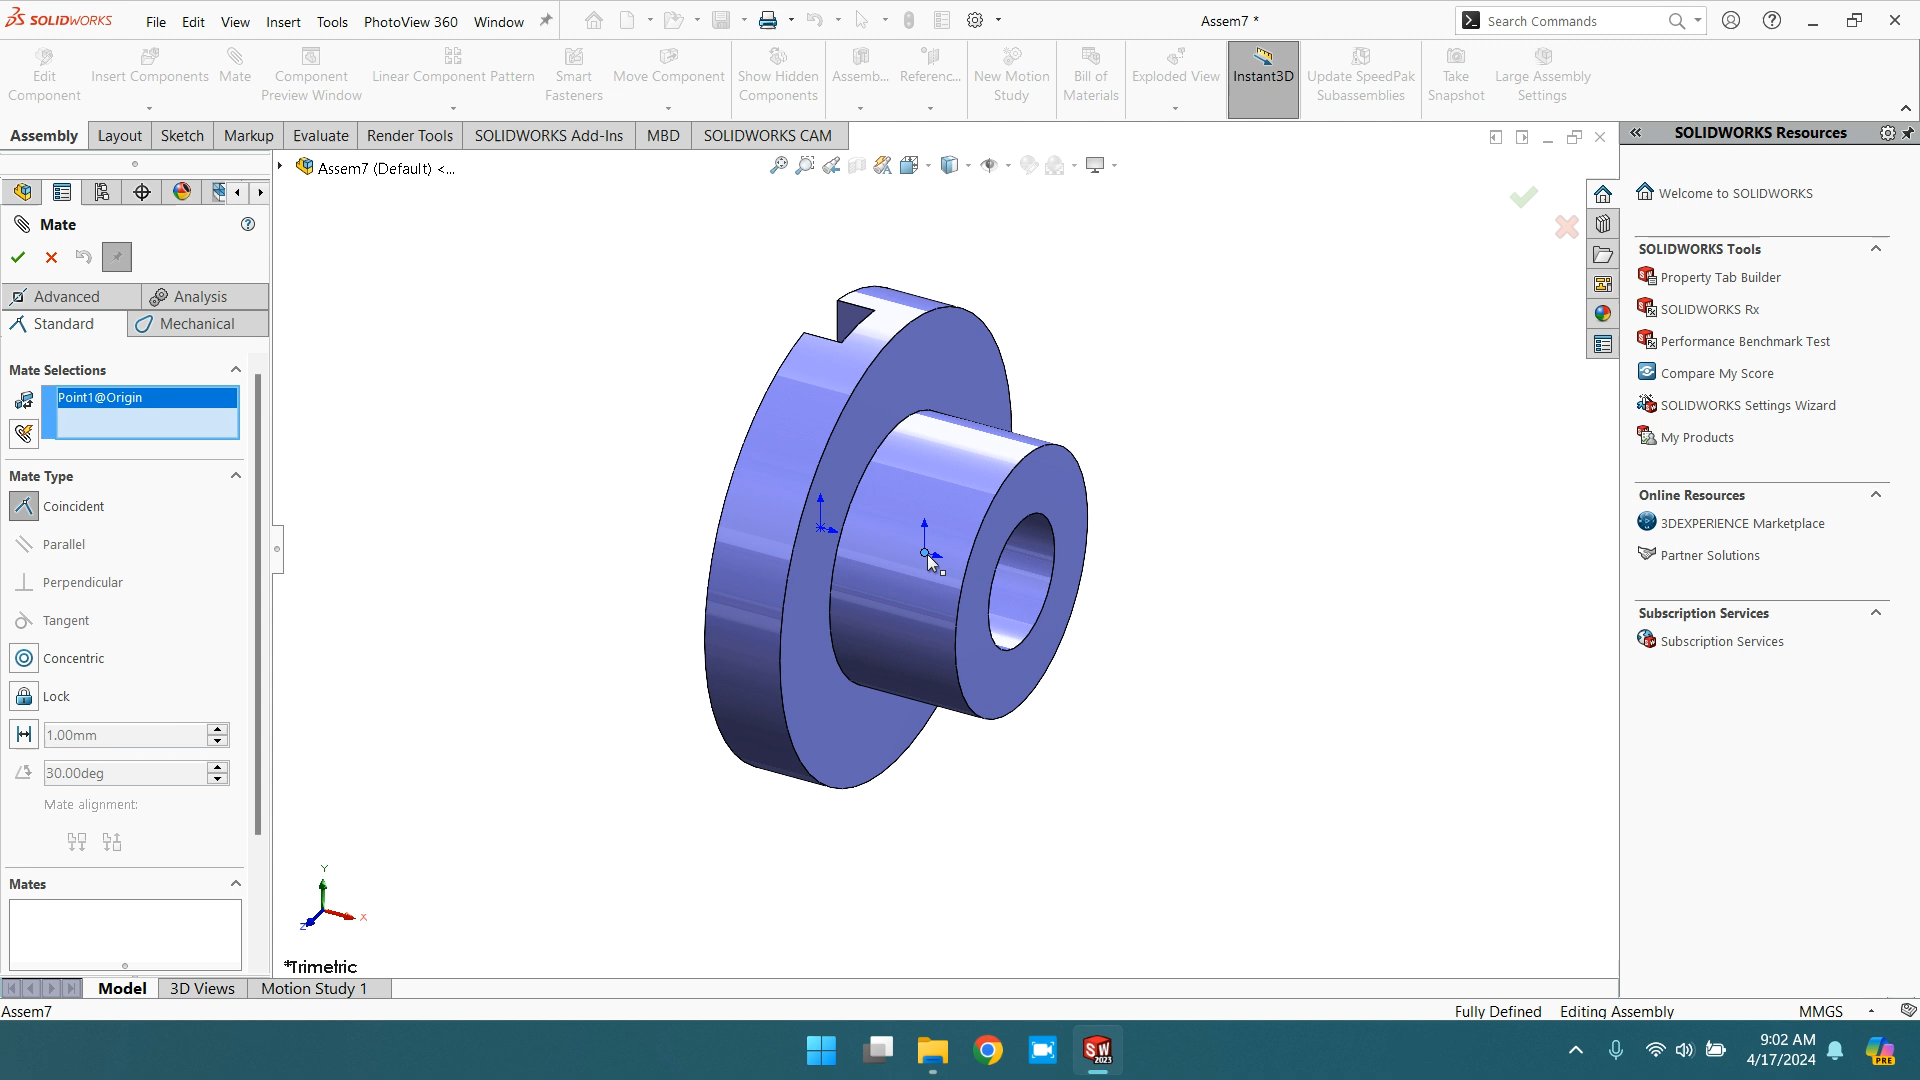 SOLIDWORKS File Edit View Insert Tools PhotoView 360 Window Assem7 * Search Commands
Edit Component Insert Components Mate Component Preview Window Linear Component Pattern Smart Fasteners Move Component Show Hidden Components Assemb... Referenc... New Motion Study Bill of Materials Exploded View Instant3D Update SpeedPak Subassemblies Take Snapshot Large Assembly Settings
Assembly Layout Sketch Markup Evaluate Render Tools SOLIDWORKS Add-Ins MBD SOLIDWORKS CAM
Assem7 (Default) <...
Mate
Advanced Analysis
Standard Mechanical
Mate Selections
Point1@Origin
Mate Type
Coincident
Parallel
Perpendicular
Tangent
Concentric
Lock
1.00mm
30.00deg
Mate alignment:
Mates
Y
X
Z
*Trimetric
SOLIDWORKS Resources
Welcome to SOLIDWORKS
SOLIDWORKS Tools
Property Tab Builder
SOLIDWORKS Rx
Performance Benchmark Test
Compare My Score
SOLIDWORKS Settings Wizard
My Products
Online Resources
3DEXPERIENCE Marketplace
Partner Solutions
Subscription Services
Subscription Services
Model 3D Views Motion Study 1
Assem7 Fully Defined Editing Assembly MMGS
SW 2023
9:02 AM
4/17/2024
PRE